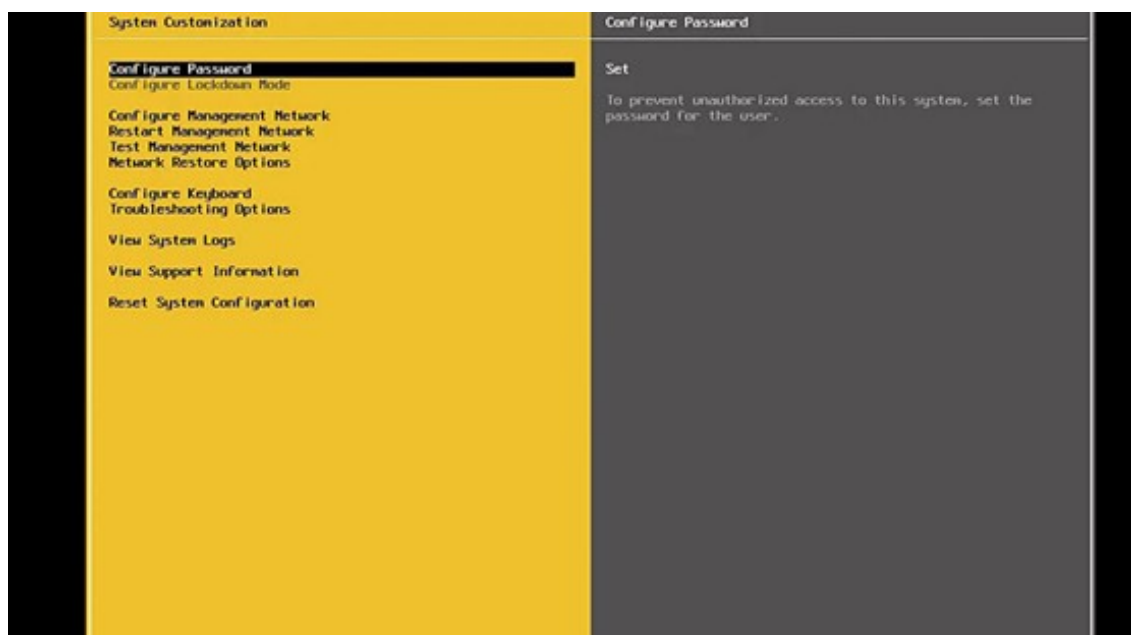 System Customization
Configure Password
Configure Password
Configure Lockdown Mode
Configure Management Network
Restart Management Network
Test Management Network
Network Restore Options
Configure Keyboard
Troubleshooting Options
View System Logs
View Support Information
Reset System Configuration
Set
To prevent unauthorized access to this system, set the
password for the user.